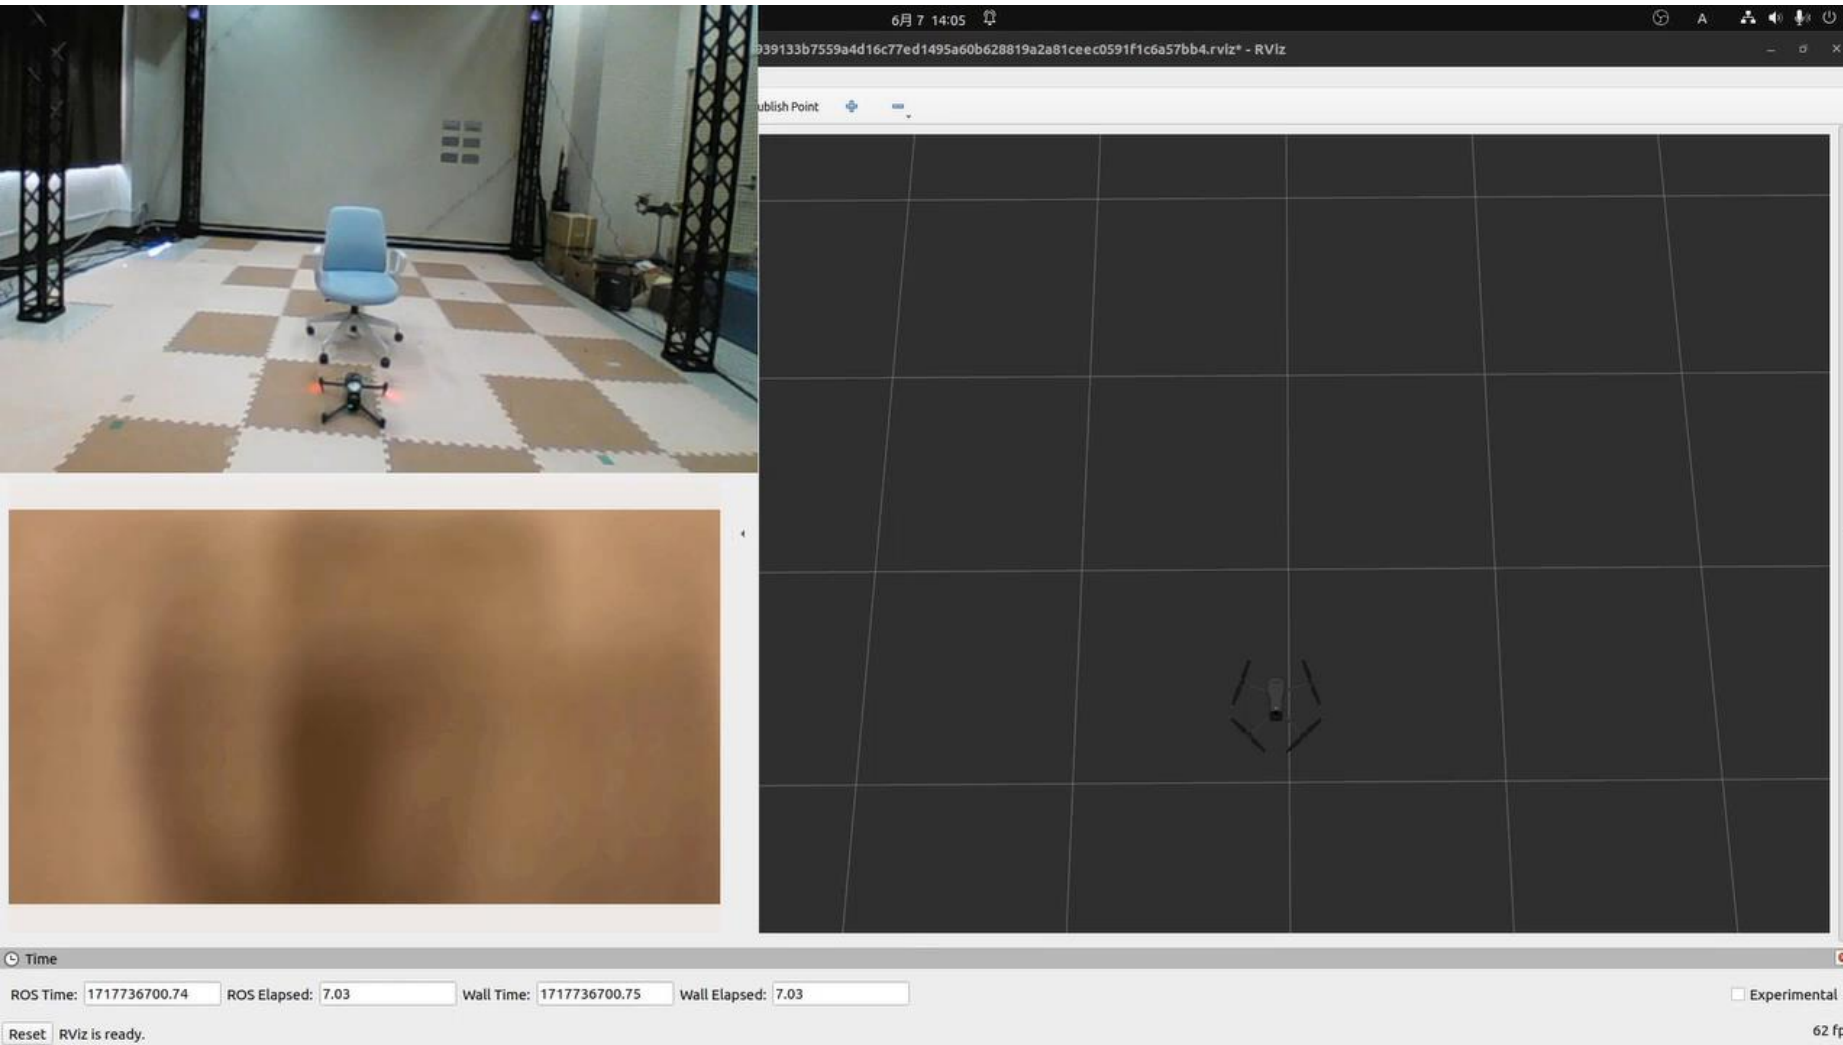 6月 7 14:05
A
939133b7559a4d16c77ed1495a60b628819a2a81ceec0591f1c6a57bb4.rviz* - RViz
ublish Point
Time
ROS Time: 1717736700.74 ROS Elapsed: 7.03 Wall Time: 1717736700.75 Wall Elapsed: 7.03 Experimental
Reset RViz is ready. 62 fp